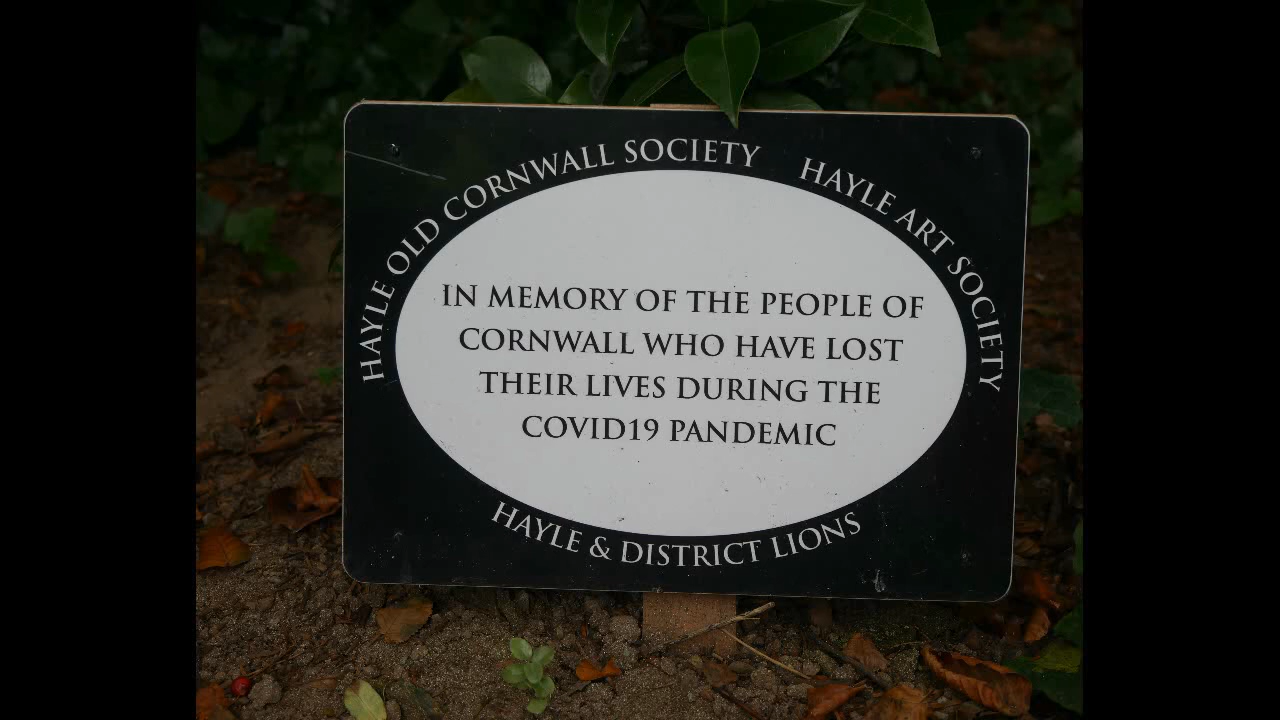 HAYLE OLD CORNWALL SOCIETY
HAYLE ART SOCIETY
IN MEMORY OF THE PEOPLE OF
CORNWALL WHO HAVE LOST
THEIR LIVES DURING THE
COVID19 PANDEMIC
HAYLE & DISTRICT LIONS